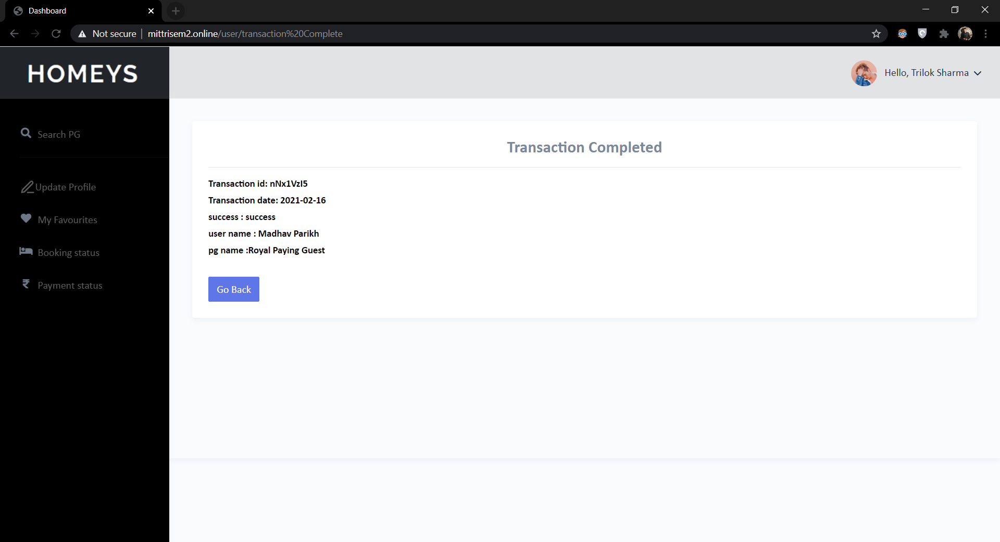 Dashboard
Not secure | mittrisem2.online/user/transaction%20Complete
HOMEYS
Hello, Trilok Sharma
Search PG
Update Profile
My Favourites
Booking status
Payment status
Transaction Completed
Transaction id: nNx1VzI5
Transaction date: 2021-02-16
success : success
user name : Madhav Parikh
pg name :Royal Paying Guest
Go Back